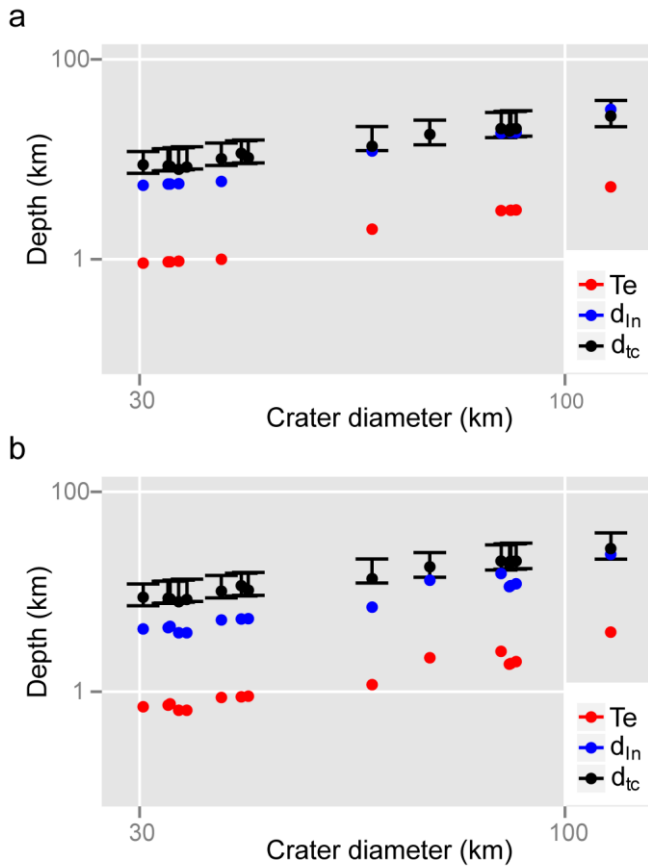 a
100
Depth (km)
1
Te
dIn
dtc
30
100
Crater diameter (km)
b
100
Depth (km)
1
Te
dIn
dtc
30
100
Crater diameter (km)